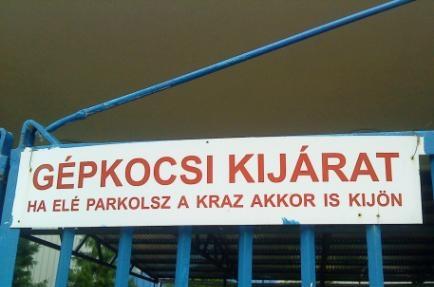 GÉPKOCSI KIJÁRAT
HA ELÉ PARKOLSZ A KRAZ AKKOR IS KIJÖN